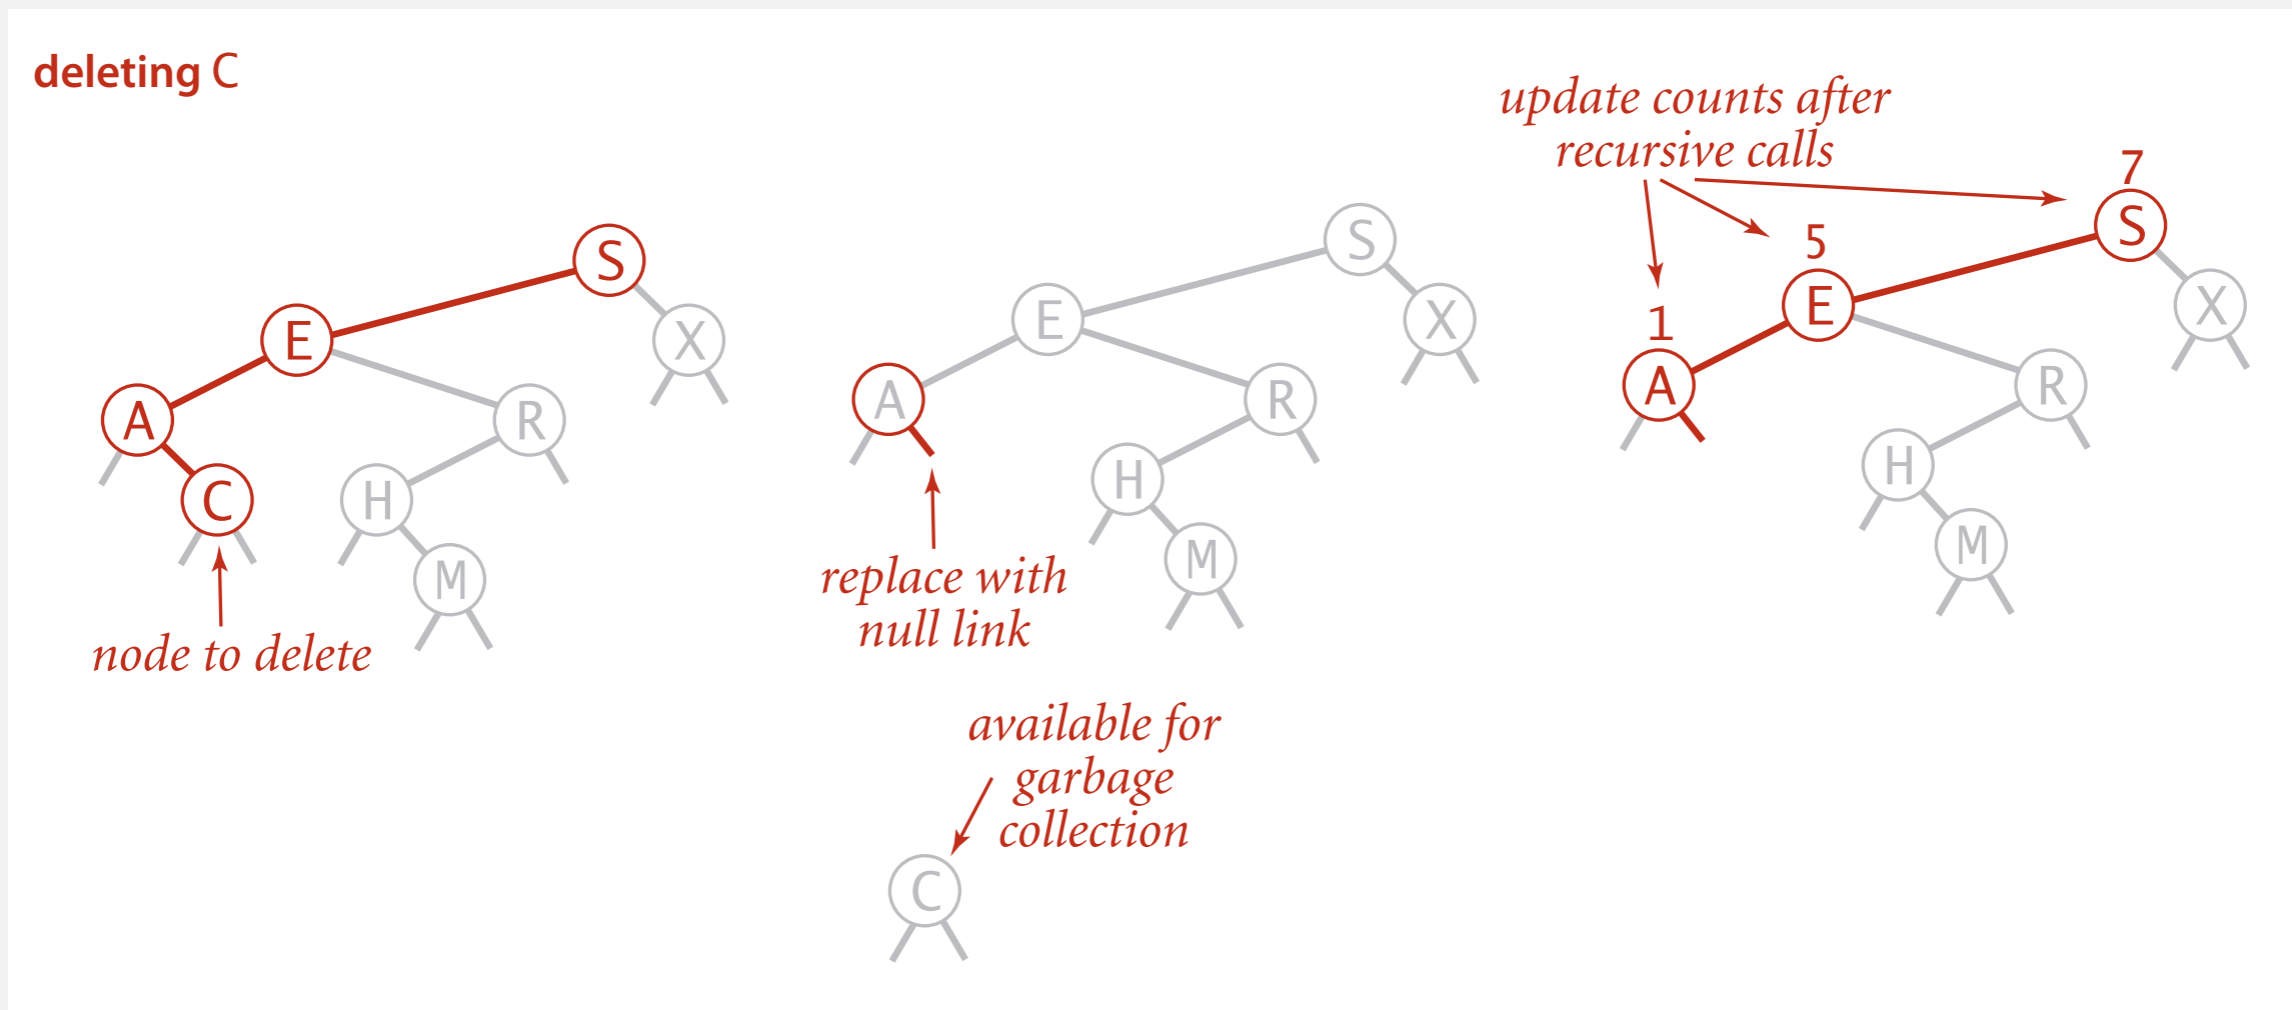 deleting C
S
E
X
A
R
C
H
M
node to delete
S
E
X
A
R
H
M
replace with
null link
available for
garbage
collection
C
update counts after
recursive calls
7
S
5
E
X
1
A
R
H
M